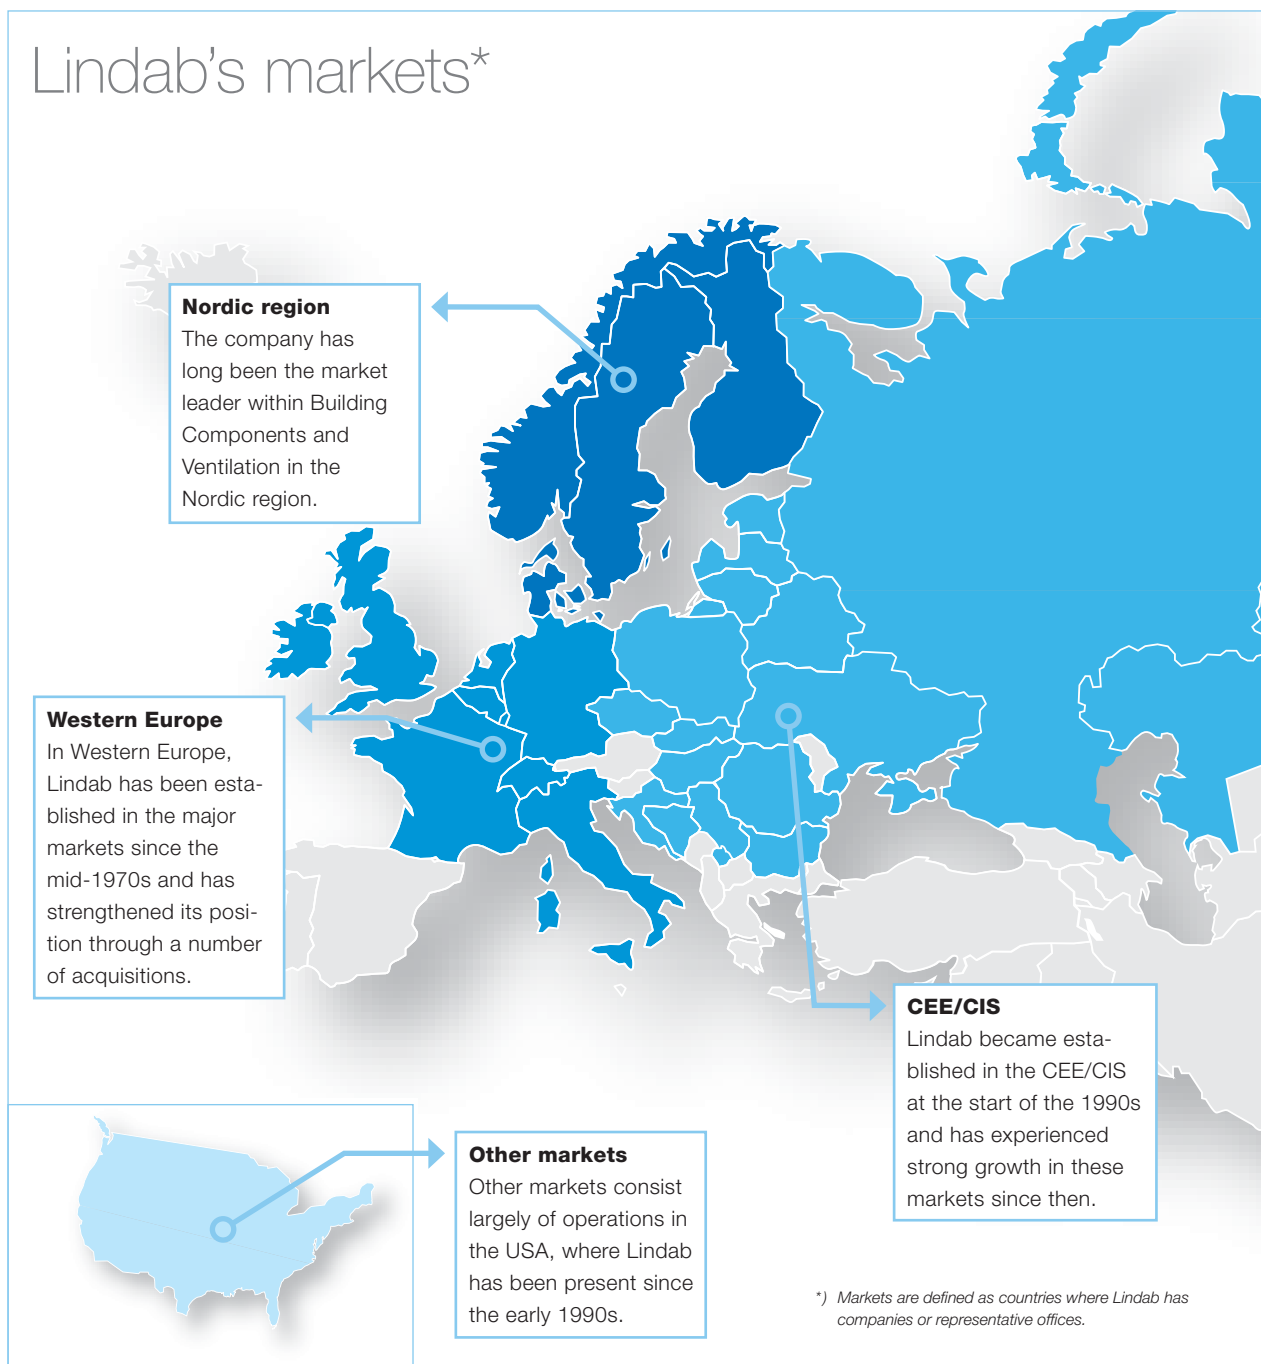 Lindab's markets*
Nordic region
The company has
long been the market
leader within Building
Components and
Ventilation in the
Nordic region.
Western Europe
In Western Europe,
Lindab has been esta-
blished in the major
markets since the
mid-1970s and has
strengthened its posi-
tion through a number
of acquisitions.
CEE/CIS
Lindab became esta-
blished in the CEE/CIS
at the start of the 1990s
and has experienced
strong growth in these
markets since then.
Other markets
Other markets consist
largely of operations in
the USA, where Lindab
has been present since
the early 1990s.
*) Markets are defined as countries where Lindab has
companies or representative offices.